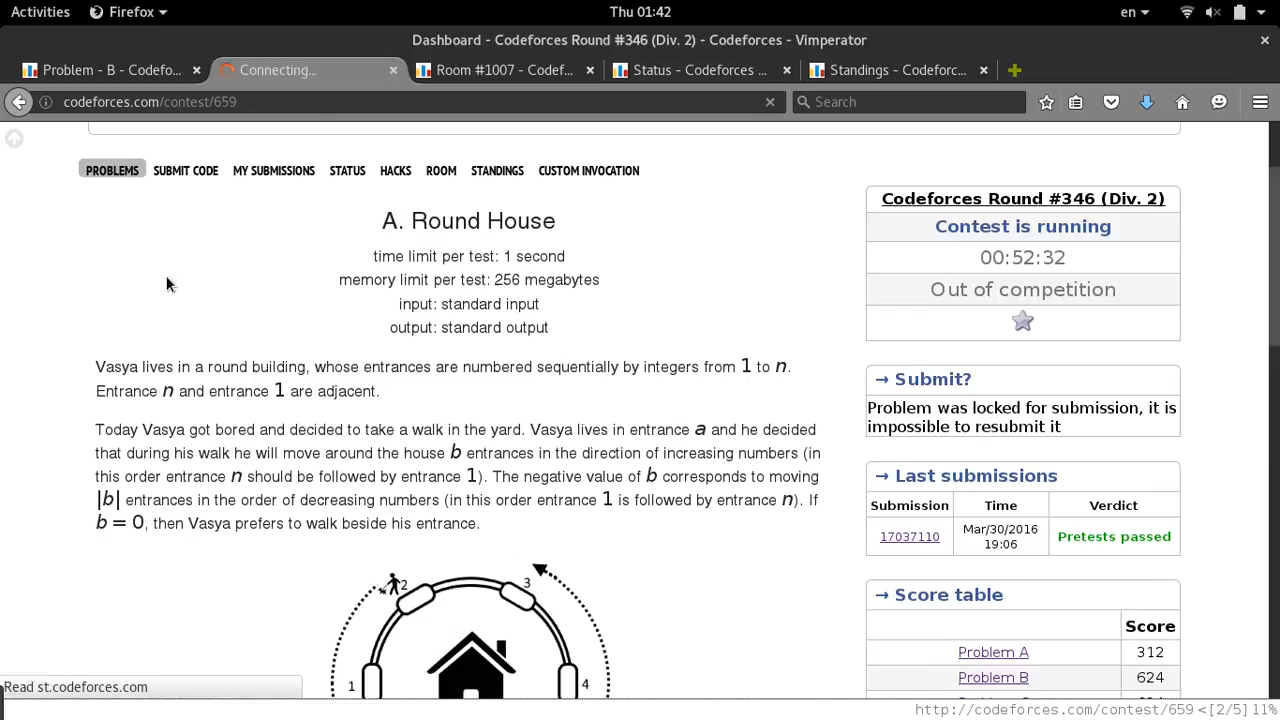 Activities Firefox Thu 01:42 en
Dashboard - Codeforces Round #346 (Div. 2) - Codeforces - Vimperator
Problem - B - Codefo... Connecting... Room #1007 - Codef... Status - Codeforces ... Standings - Codeforc...
codeforces.com/contest/659 Search
PROBLEMS SUBMIT CODE MY SUBMISSIONS STATUS HACKS ROOM STANDINGS CUSTOM INVOCATION
A. Round House
time limit per test: 1 second
memory limit per test: 256 megabytes
input: standard input
output: standard output
Vasya lives in a round building, whose entrances are numbered sequentially by integers from 1 to n.
Entrance n and entrance 1 are adjacent.
Today Vasya got bored and decided to take a walk in the yard. Vasya lives in entrance a and he decided
that during his walk he will move around the house b entrances in the direction of increasing numbers (in
this order entrance n should be followed by entrance 1). The negative value of b corresponds to moving
|b| entrances in the order of decreasing numbers (in this order entrance 1 is followed by entrance n). If
b = 0, then Vasya prefers to walk beside his entrance.
2 3
1 4
Codeforces Round #346 (Div. 2)
Contest is running
00:52:32
Out of competition
→ Submit?
Problem was locked for submission, it is
impossible to resubmit it
→ Last submissions
Submission Time Verdict
17037110 Mar/30/2016 19:06 Pretests passed
→ Score table
Score
Problem A 312
Problem B 624
Read st.codeforces.com
http://codeforces.com/contest/659 <[2/5] 11%